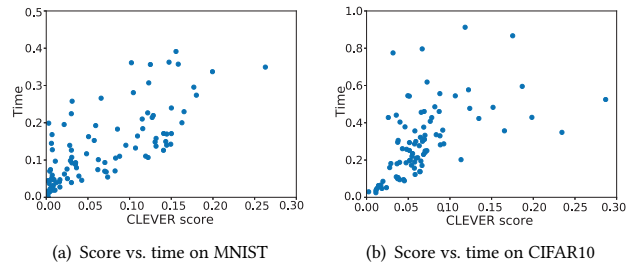 0.5
0.4
0.3
0.2
0.1
0.0
Time
0.00 0.05 0.10 0.15 0.20 0.25 0.30
CLEVER score
(a) Score vs. time on MNIST
1.0
0.8
0.6
0.4
0.2
0.0
Time
0.00 0.05 0.10 0.15 0.20 0.25 0.30
CLEVER score
(b) Score vs. time on CIFAR10